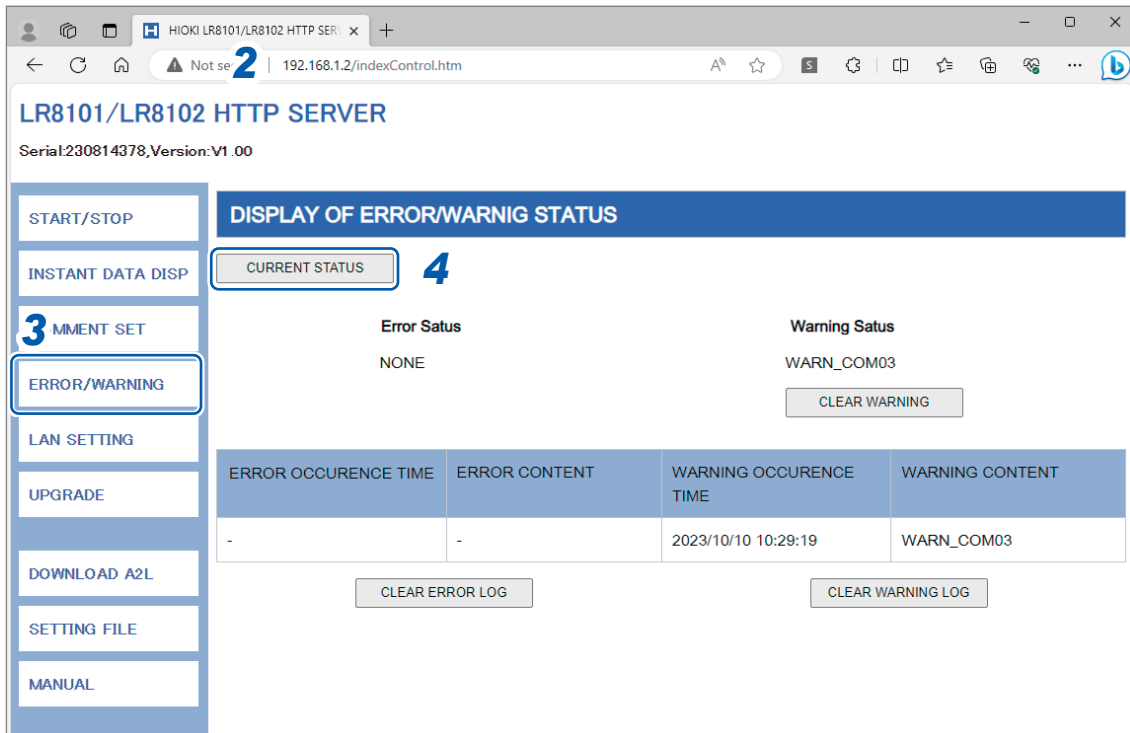 HIOKI LR8101/LR8102 HTTP SER
2
Not se
192.168.1.2/indexControl.htm
LR8101/LR8102 HTTP SERVER
Serial:230814378,Version:V1.00
START/STOP
INSTANT DATA DISP
3
MMENT SET
ERROR/WARNING
LAN SETTING
UPGRADE
DOWNLOAD A2L
SETTING FILE
MANUAL
DISPLAY OF ERROR/WARNIG STATUS
CURRENT STATUS
4
Error Satus Warning Satus
NONE WARN_COM03
CLEAR WARNING
ERROR OCCURENCE TIME ERROR CONTENT WARNING OCCURENCE TIME WARNING CONTENT
- - 2023/10/10 10:29:19 WARN_COM03
CLEAR ERROR LOG CLEAR WARNING LOG